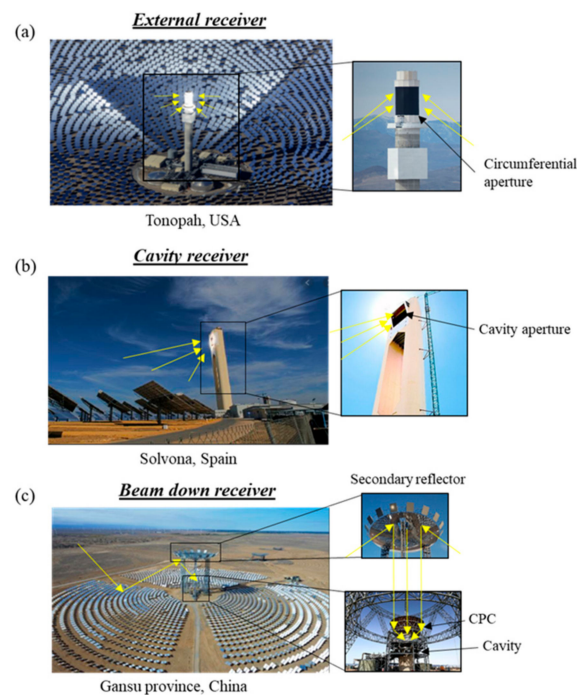 External receiver
(a)
Circumferential
aperture
Tonopah, USA
Cavity receiver
(b)
Cavity aperture
Solvona, Spain
(c)
Beam down receiver
Secondary reflector
CPC
Cavity
Gansu province, China